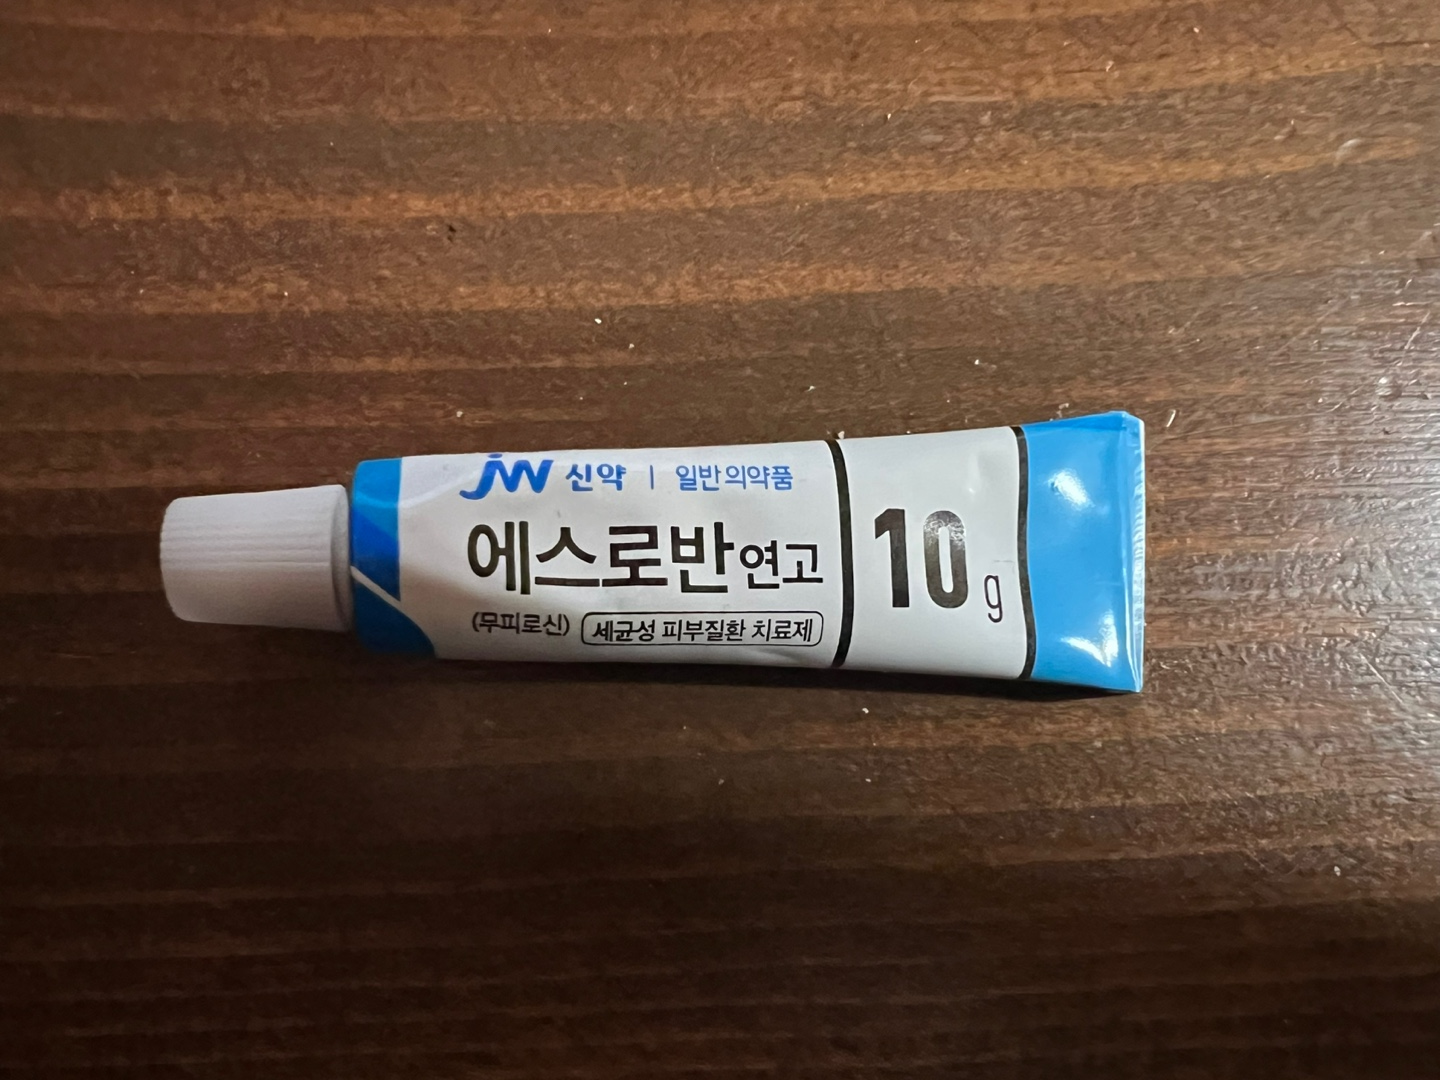 JW 신약 | 일반의약품
에스로반연고
(무피로신) 세균성 피부질환 치료제
10 g